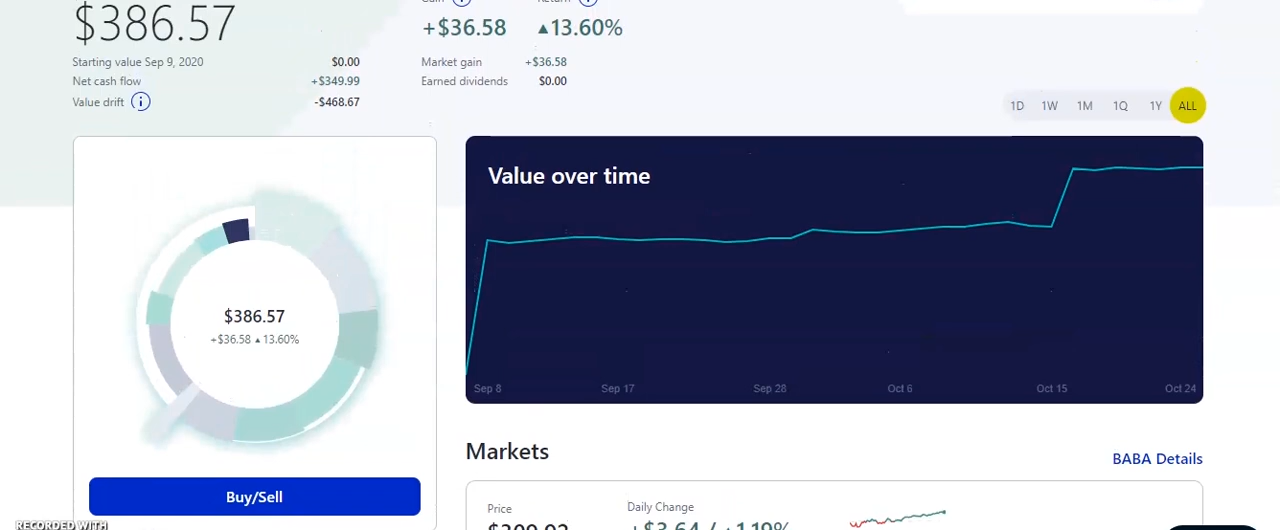 $386.57
+$36.58 ▲13.60%
Starting value Sep 9, 2020 $0.00
Net cash flow +$349.99
Value drift -$468.67
Market gain +$36.58
Earned dividends $0.00
1D 1W 1M 1Q 1Y ALL
Value over time
$386.57
+$36.58 ▲ 13.60%
Sep 8 Sep 17 Sep 28 Oct 6 Oct 15 Oct 24
Markets
BABA Details
Buy/Sell
Price
Daily Change
RECORDED WITH